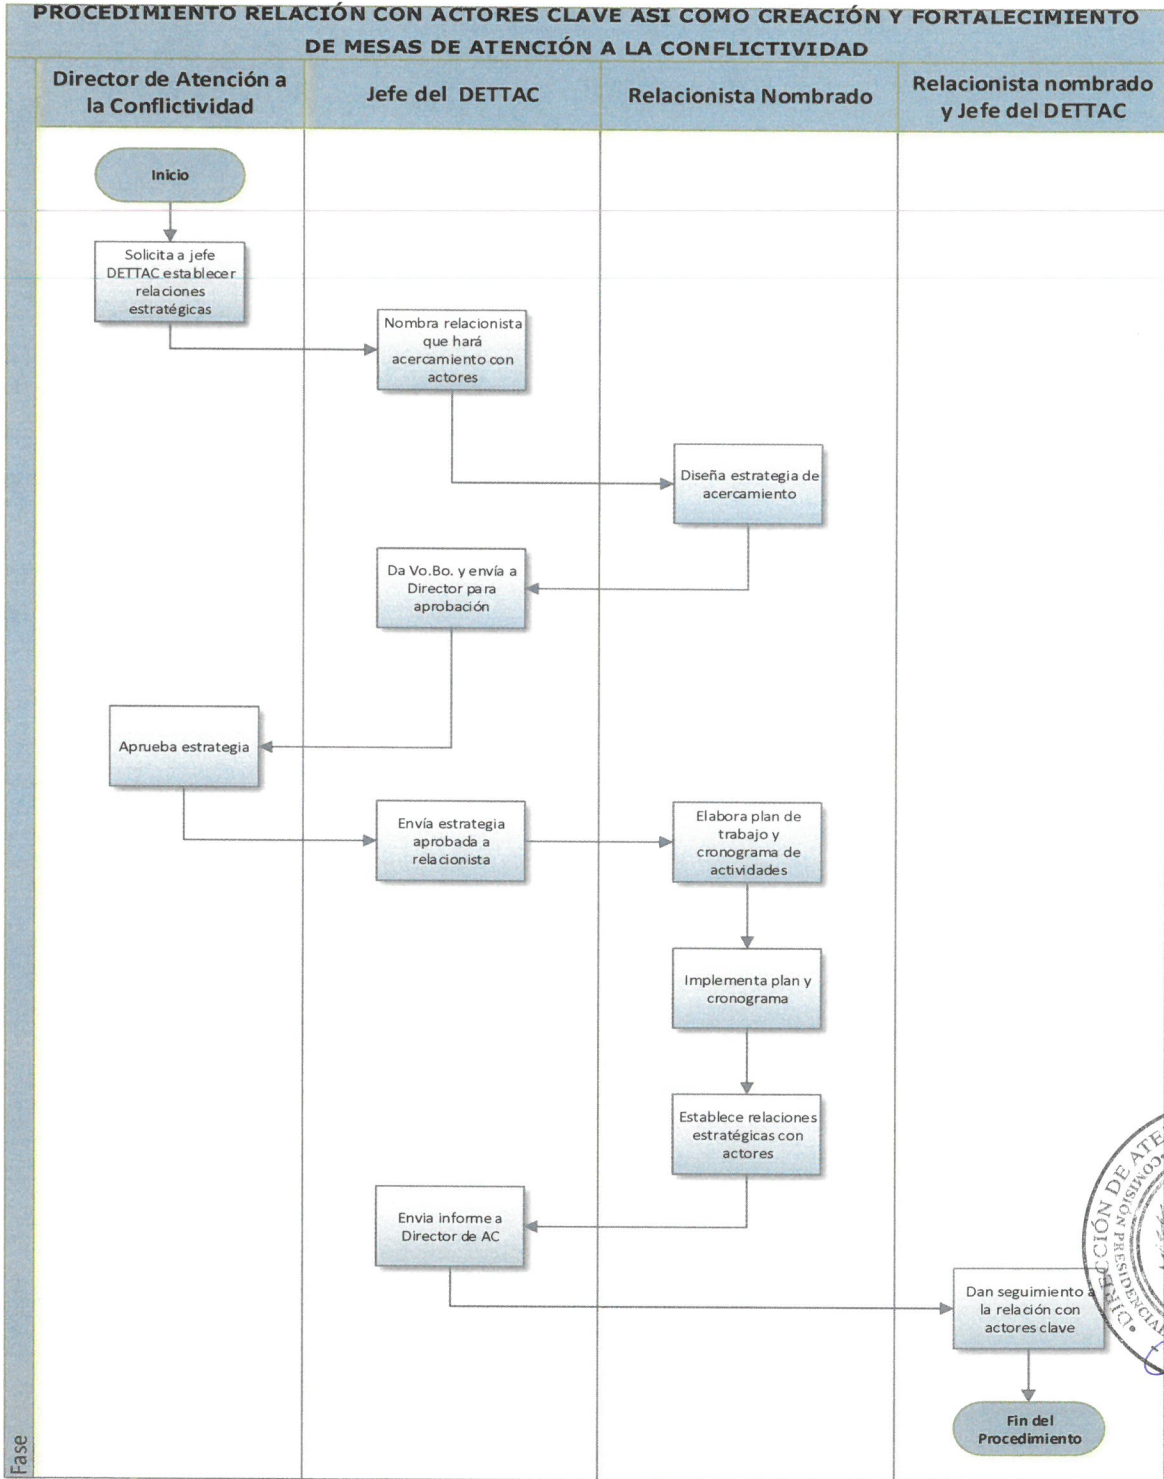 PROCEDIMIENTO RELACIÓN CON ACTORES CLAVE ASI COMO CREACIÓN Y FORTALECIMIENTO
DE MESAS DE ATENCIÓN A LA CONFLICTIVIDAD
Director de Atención a
la Conflictividad
Jefe del DETTAC
Relacionista Nombrado
Relacionista nombrado
y Jefe del DETTAC
Inicio
Solicita a jefe
DETTAC establecer
relaciones
estratégicas
Nombra relacionista
que hará
acercamiento con
actores
Diseña estrategia de
acercamiento
Da Vo.Bo. y envía a
Director para
aprobación
Aprueba estrategia
Envía estrategia
aprobada a
relacionista
Elabora plan de
trabajo y
cronograma de
actividades
Implementa plan y
cronograma
Establece relaciones
estratégicas con
actores
Envia informe a
Director de AC
Dan seguimiento a
la relación con
actores clave
Fin del
Procedimiento
Fase
DIRECCIÓN DE
COMISIÓN